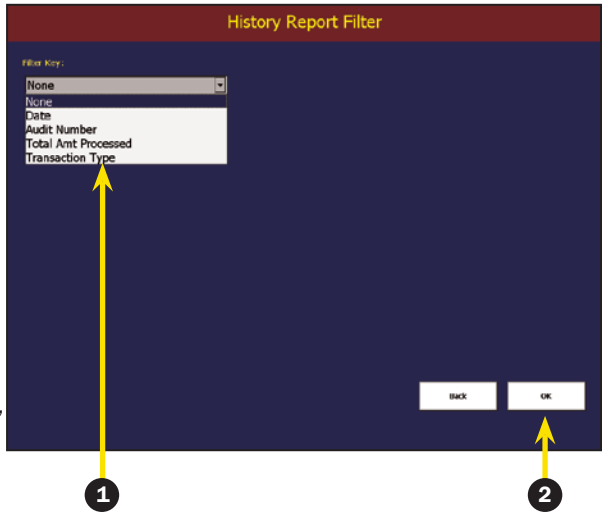 History Report Filter
Filter Key:
None
None
Date
Audit Number
Total Amt Processed
Transaction Type
Back
OK
,
1
2